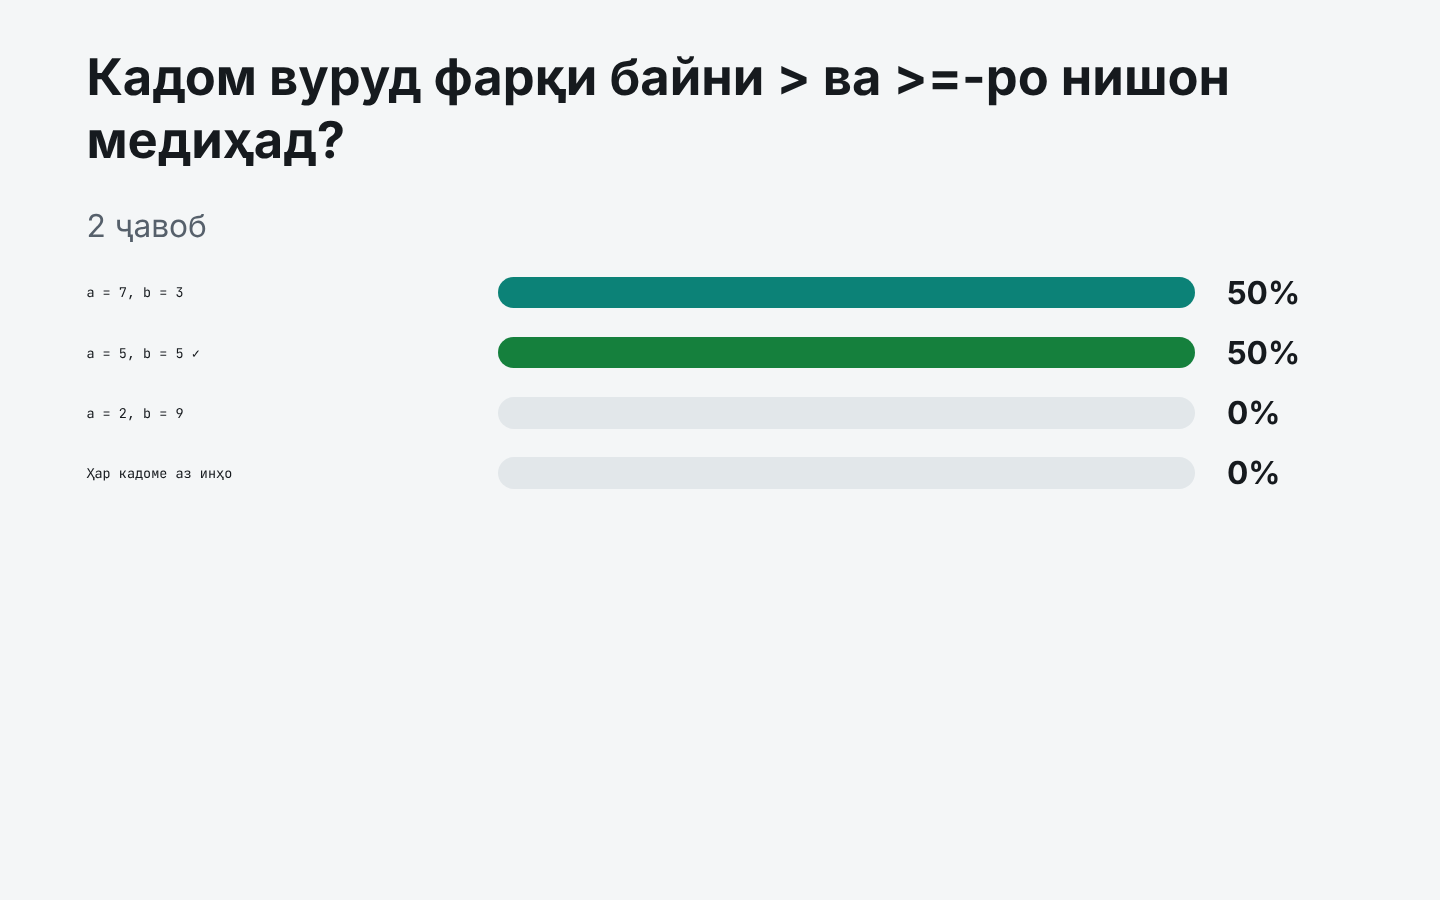 Кадом вуруд фарқи байни > ва >=-ро нишон
медиҳад?
2 ҷавоб
a = 7, b = 3 50%
a = 5, b = 5 ✓ 50%
a = 2, b = 9 0%
Ҳар кадоме аз инҳо 0%